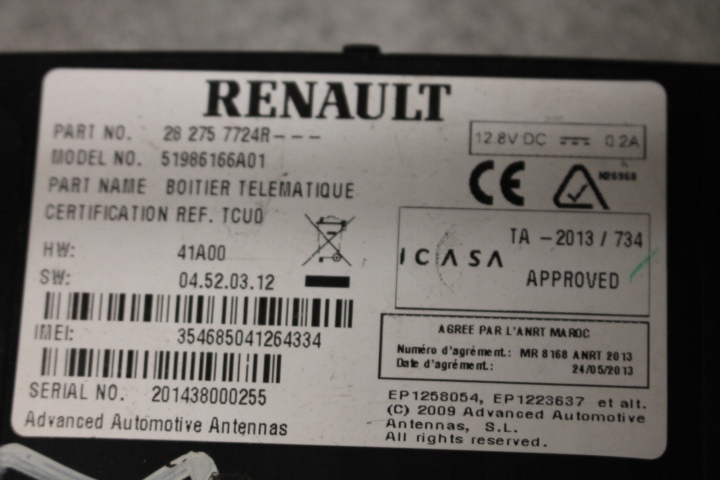 RENAULT
PART NO. 28 275 7724R---
MODEL NO. 51986166A01
PART NAME BOITIER TELEMATIQUE
CERTIFICATION REF. TCU0
HW: 41A00
SW: 04.52.03.12
IMEI: 354685041264334
SERIAL NO. 201438000255
Advanced Automotive Antennas
12.8V DC 0.2A
CE
N26968
ICASA TA - 2013 / 734
APPROVED
AGREE PAR L'ANRT MAROC
Numéro d'agrément.: MR 8168 ANRT 2013
Date d'agrément.: 24/05/2013
EP1258054, EP1223637 et alt.
(C) 2009 Advanced Automotive
Antennas, S.L.
All rights reserved.